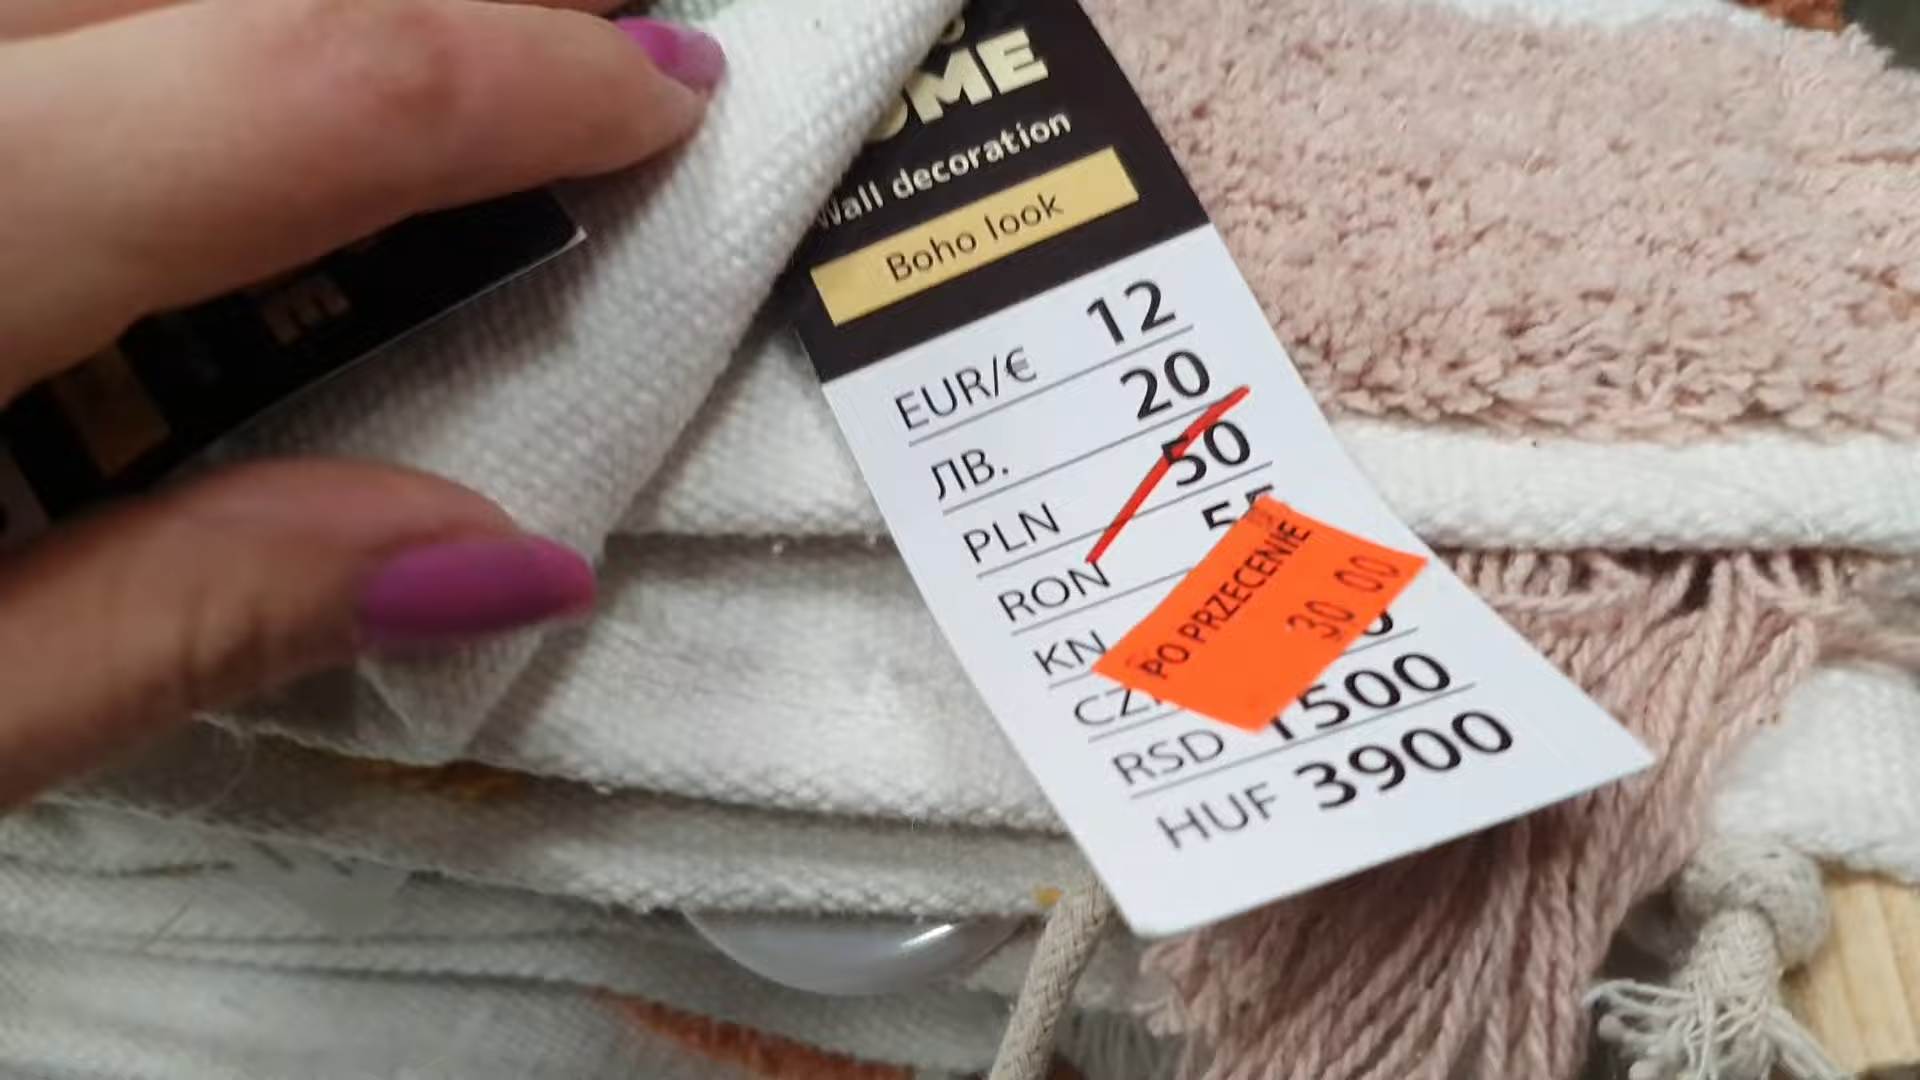 Wall decoration
Boho look
EUR/€ 12
ЛВ. 20
PLN 50
RON
KN
PO PRZECENIE
30 00
RSD 1500
HUF 3900